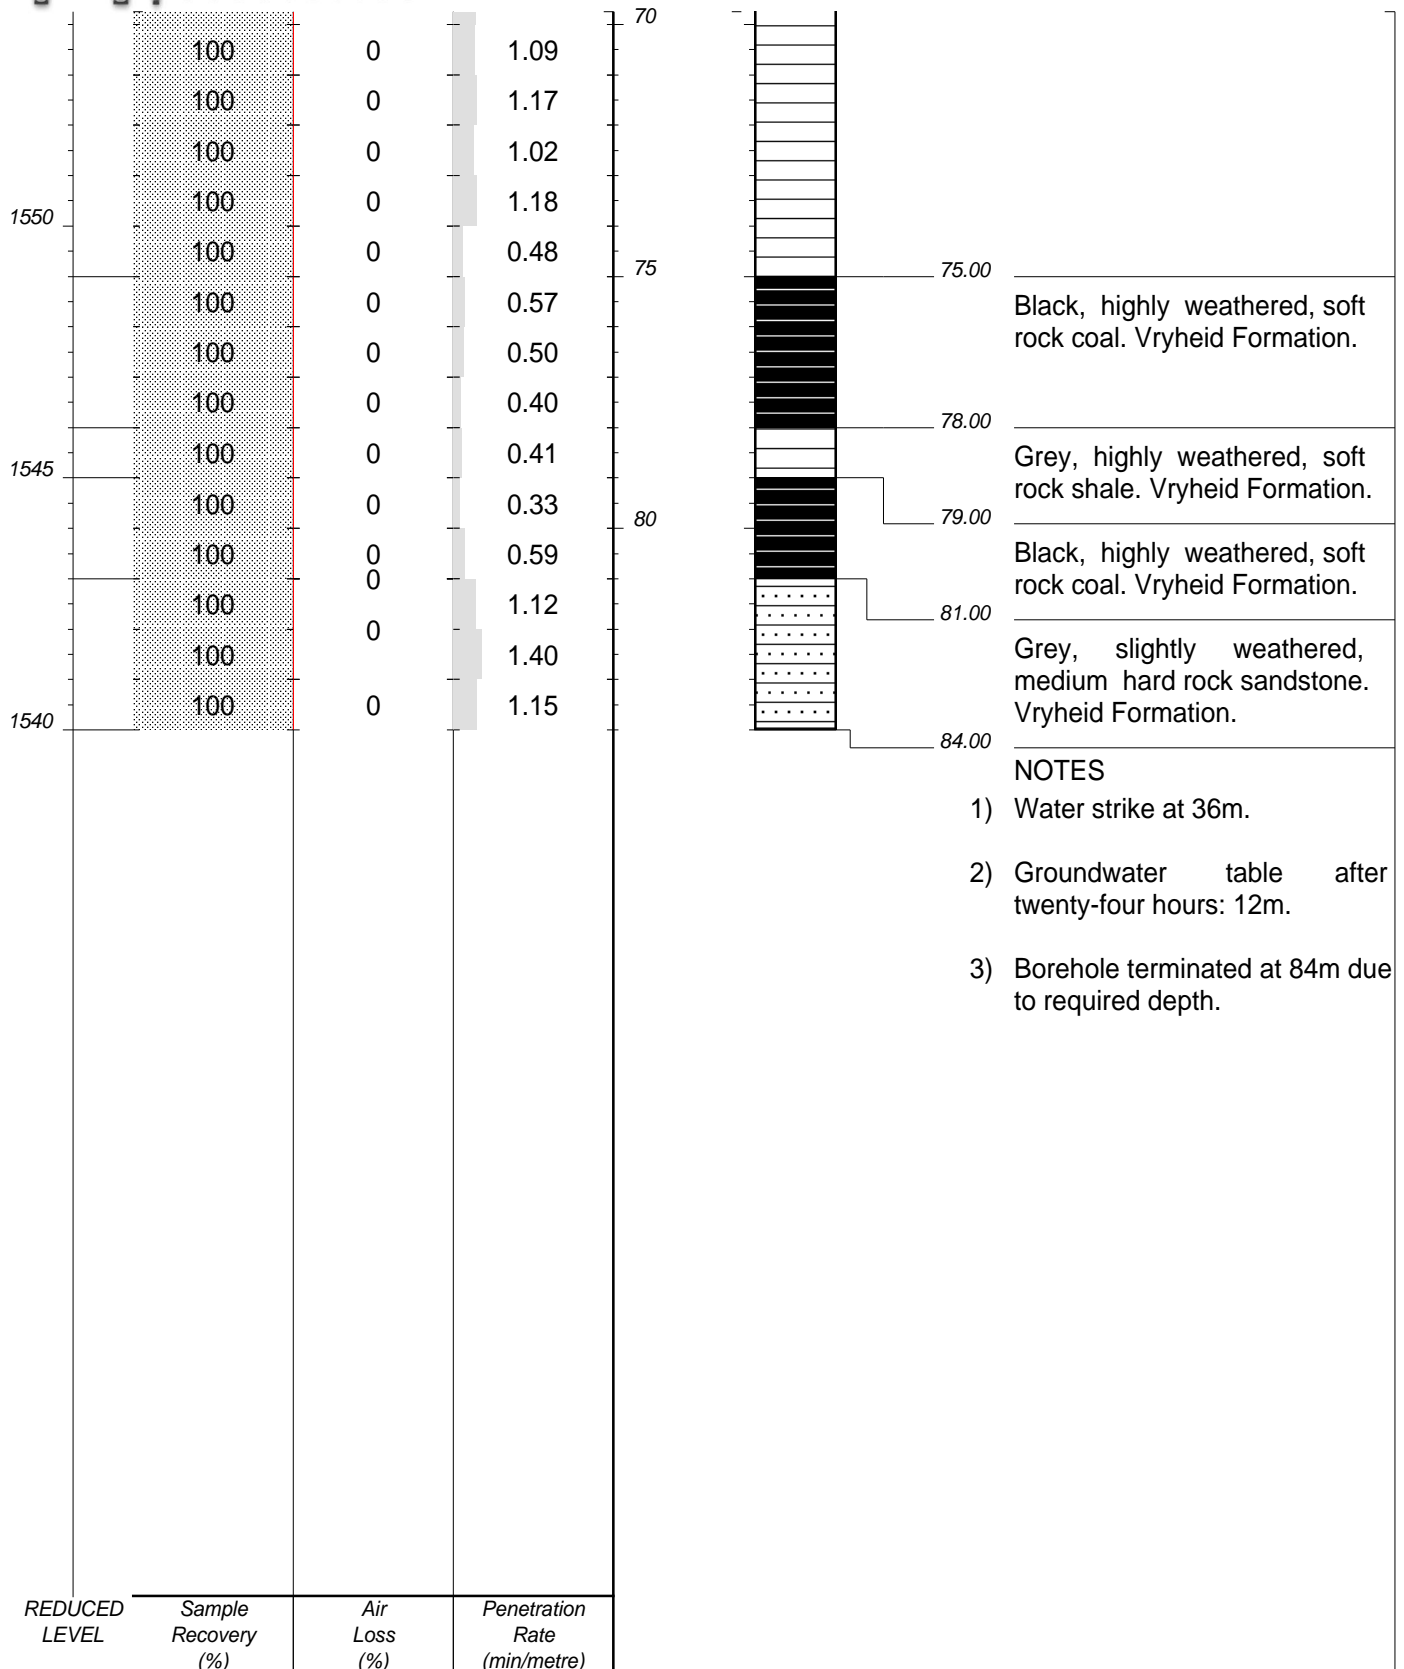 70
100 0 1.09
100 0 1.17
100 0 1.02
100 0 1.18
1550
100 0 0.48
75 75.00
100 0 0.57
Black, highly weathered, soft
rock coal. Vryheid Formation.
100 0 0.50
100 0 0.40
78.00
100 0 0.41
Grey, highly weathered, soft
1545
rock shale. Vryheid Formation.
100 0 0.33
80 79.00
100 0 0.59
Black, highly weathered, soft
0
rock coal. Vryheid Formation.
100 1.12
81.00
0
100 1.40
Grey, slightly weathered,
medium hard rock sandstone.
100 0 1.15
Vryheid Formation.
1540
84.00
NOTES
1) Water strike at 36m.
2) Groundwater table after
twenty-four hours: 12m.
3) Borehole terminated at 84m due
to required depth.
REDUCED Sample Air Penetration
LEVEL Recovery Loss Rate
(%) (%) (min/metre)